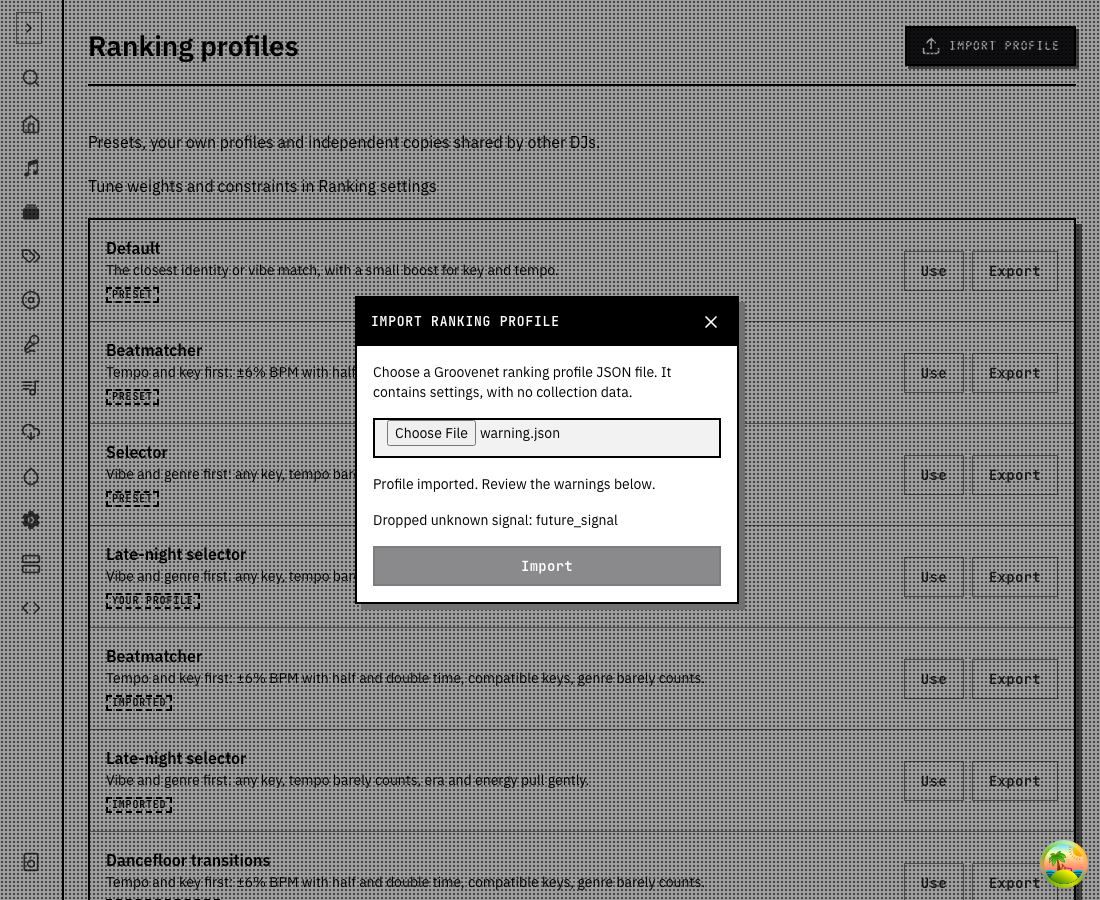 Ranking profiles
IMPORT PROFILE
Presets, your own profiles and independent copies shared by other DJs.
Tune weights and constraints in Ranking settings
Default
The closest identity or vibe match, with a small boost for key and tempo.
PRESET
Use
Export
Beatmatcher
Tempo and key first: ±6% BPM with half
PRESET
Use
Export
Selector
Vibe and genre first: any key, tempo bar
PRESET
Use
Export
Late-night selector
Vibe and genre first: any key, tempo bar
YOUR PROFILE
Use
Export
IMPORT RANKING PROFILE
Choose a Groovenet ranking profile JSON file. It
contains settings, with no collection data.
Choose File warning.json
Profile imported. Review the warnings below.
Dropped unknown signal: future_signal
Import
Beatmatcher
Tempo and key first: ±6% BPM with half and double time, compatible keys, genre barely counts.
IMPORTED
Use
Export
Late-night selector
Vibe and genre first: any key, tempo barely counts, era and energy pull gently.
IMPORTED
Use
Export
Dancefloor transitions
Tempo and key first: ±6% BPM with half and double time, compatible keys, genre barely counts.
Use
Export